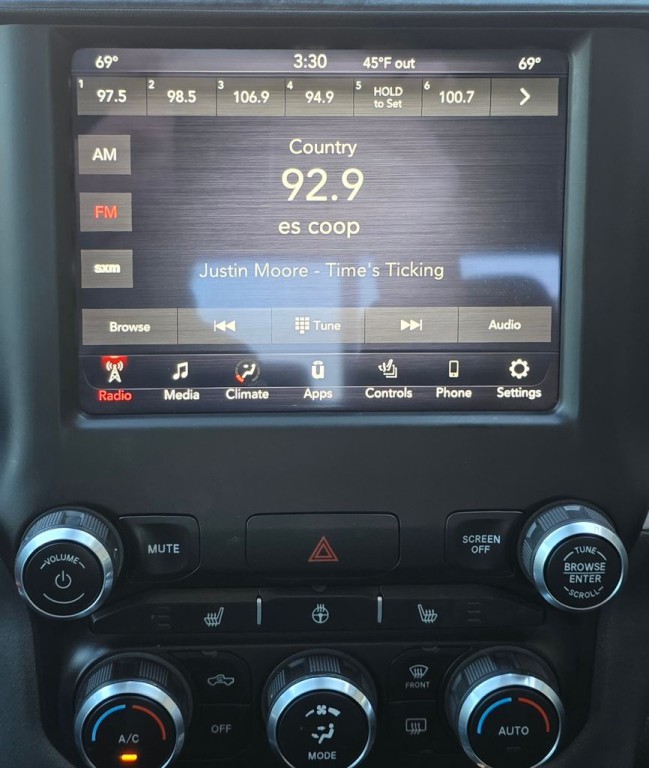 69° 3:30 45°F out 69°
1 97.5 2 98.5 3 106.9 4 94.9 5 HOLD to Set 6 100.7
AM
Country
92.9
FM
es coop
sxm
Justin Moore - Time's Ticking
Browse Tune Audio
Radio Media Climate Apps Controls Phone Settings
VOLUME
MUTE
SCREEN
OFF
TUNE
BROWSE
ENTER
SCROLL
FRONT
A/C
OFF
MODE
AUTO